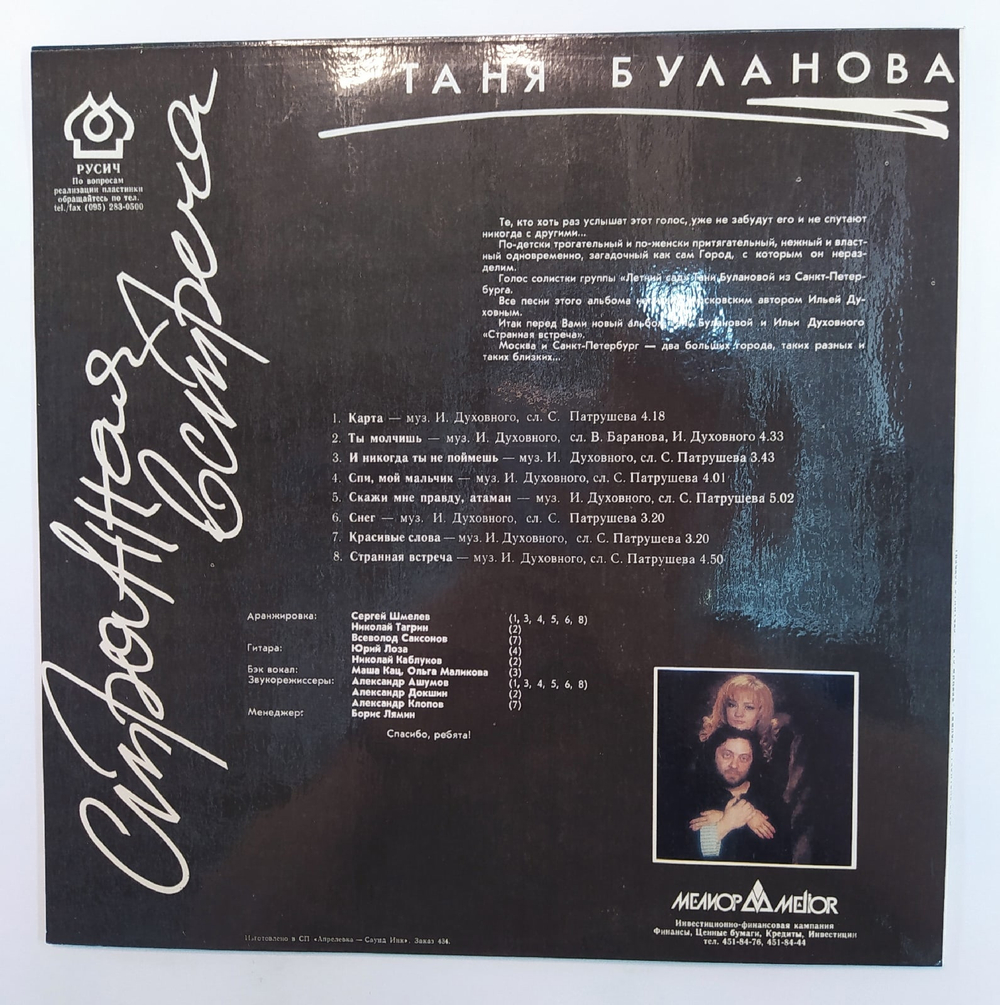 ТАНЯ БУЛАНОВА
Странная
встреча
РУСИЧ
По вопросам
реализации пластинки
обращайтесь по тел.
tel./fax (095) 283-0500
Те, кто хоть раз услышат этот голос, уже не забудут его и не спутают
никогда с другими...
По-детски трогательный и по-женски притягательный, нежный и власт-
ный одновременно, загадочный как сам Город, с которым он нераз-
делим.
Голос солистки группы «Летний сад» Тани Булановой из Санкт-Петер-
бурга.
Все песни этого альбома московским автором Ильей Ду-
ховным.
Итак перед Вами новый альбом Булановой и Ильи Духовного
«Странная встреча».
Москва и Санкт-Петербург — два больших города, таких разных и
таких близких...
1. Карта — муз. И. Духовного, сл. С. Патрушева 4.18
2. Ты молчишь — муз. И. Духовного, сл. В. Баранова, И. Духовного 4.33
3. И никогда ты не поймешь — муз. И. Духовного, сл. С. Патрушева 3.43
4. Спи, мой мальчик — муз. И. Духовного, сл. С. Патрушева 4.01
5. Скажи мне правду, атаман — муз. И. Духовного, сл. С. Патрушева 5.02
6. Снег — муз. И. Духовного, сл. С. Патрушева 3.20
7. Красивые слова — муз. И. Духовного, сл. С. Патрушева 3.20
8. Странная встреча — муз. И. Духовного, сл. С. Патрушева 4.50
Аранжировка: Сергей Шмелев (1, 3, 4, 5, 6, 8)
Николай Тагрин (2)
Всеволод Саксонов (7)
Гитара: Юрий Лоза (4)
Николай Каблуков (2)
Бэк вокал: Маша Кац, Ольга Маликова (3)
Звукорежиссеры: Александр Ашумов (1, 3, 4, 5, 6, 8)
Александр Докшин (2)
Александр Клопов (7)
Менеджер: Борис Лямин
Спасибо, ребята!
МЕЛИОР MELIOR
Инвестиционно-финансовая кампания
Финансы, Ценные бумаги, Кредиты, Инвестиции
тел. 451-84-76, 451-84-44
Изготовлено в СП «Апрелевка — Саунд Инк». Заказ 434.